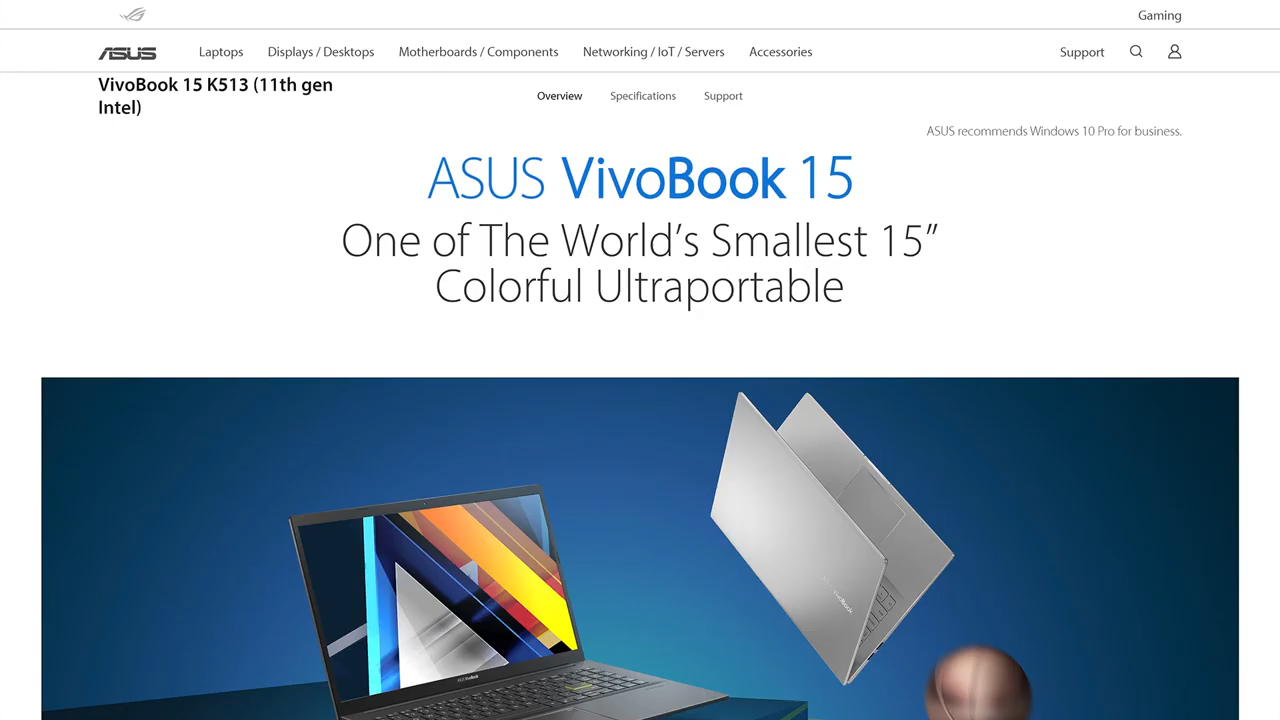 Gaming
ASUS
Laptops
Displays / Desktops
Motherboards / Components
Networking / IoT / Servers
Accessories
Support
VivoBook 15 K513 (11th gen
Intel)
Overview
Specifications
Support
ASUS recommends Windows 10 Pro for business.
ASUS VivoBook 15
One of The World’s Smallest 15”
Colorful Ultraportable
ASUS VivoBook